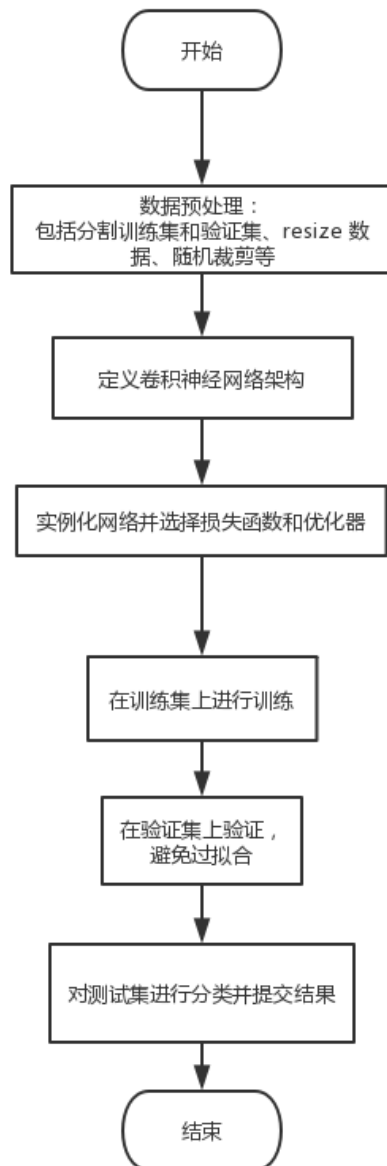 开始
数据预处理：
包括分割训练集和验证集、resize 数
据、随机裁剪等
定义卷积神经网络架构
实例化网络并选择损失函数和优化器
在训练集上进行训练
在验证集上验证，
避免过拟合
对测试集进行分类并提交结果
结束